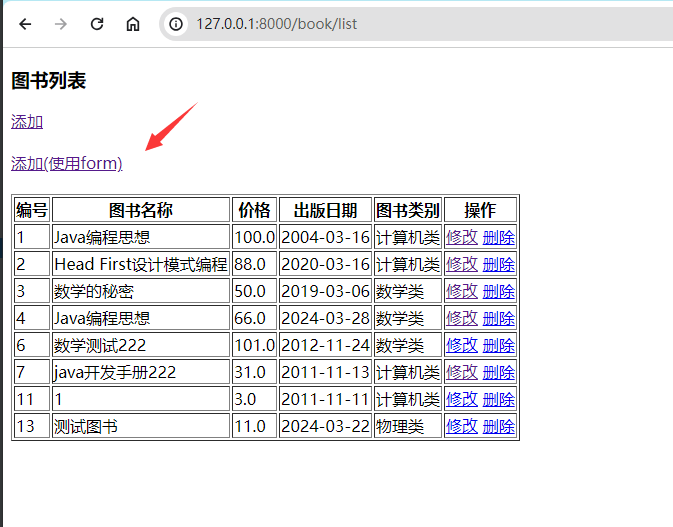 127.0.0.1:8000/book/list
图书列表
添加
添加(使用form)
编号 图书名称 价格 出版日期 图书类别 操作
1 Java编程思想 100.0 2004-03-16 计算机类 修改 删除
2 Head First设计模式编程 88.0 2020-03-16 计算机类 修改 删除
3 数学的秘密 50.0 2019-03-06 数学类 修改 删除
4 Java编程思想 66.0 2024-03-28 数学类 修改 删除
6 数学测试222 101.0 2012-11-24 数学类 修改 删除
7 java开发手册222 31.0 2011-11-13 计算机类 修改 删除
11 1 3.0 2011-11-11 计算机类 修改 删除
13 测试图书 11.0 2024-03-22 物理类 修改 删除